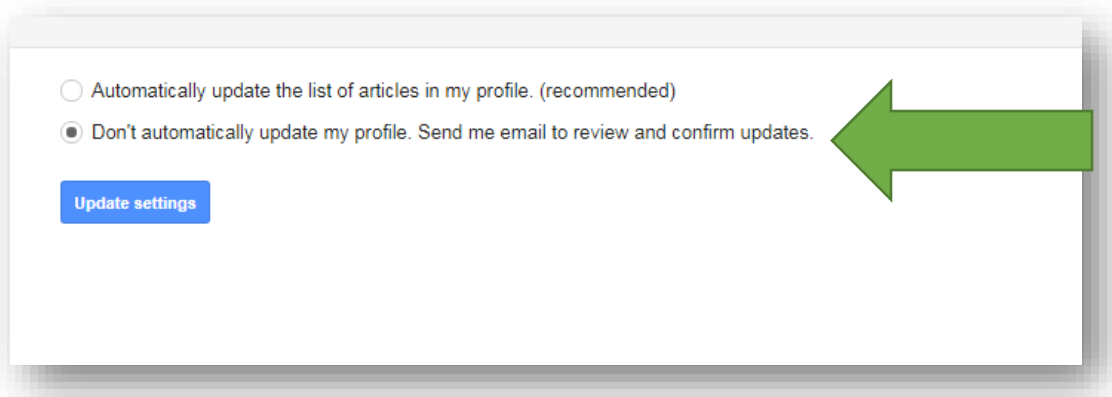 Automatically update the list of articles in my profile. (recommended)
Don't automatically update my profile. Send me email to review and confirm updates.
Update settings